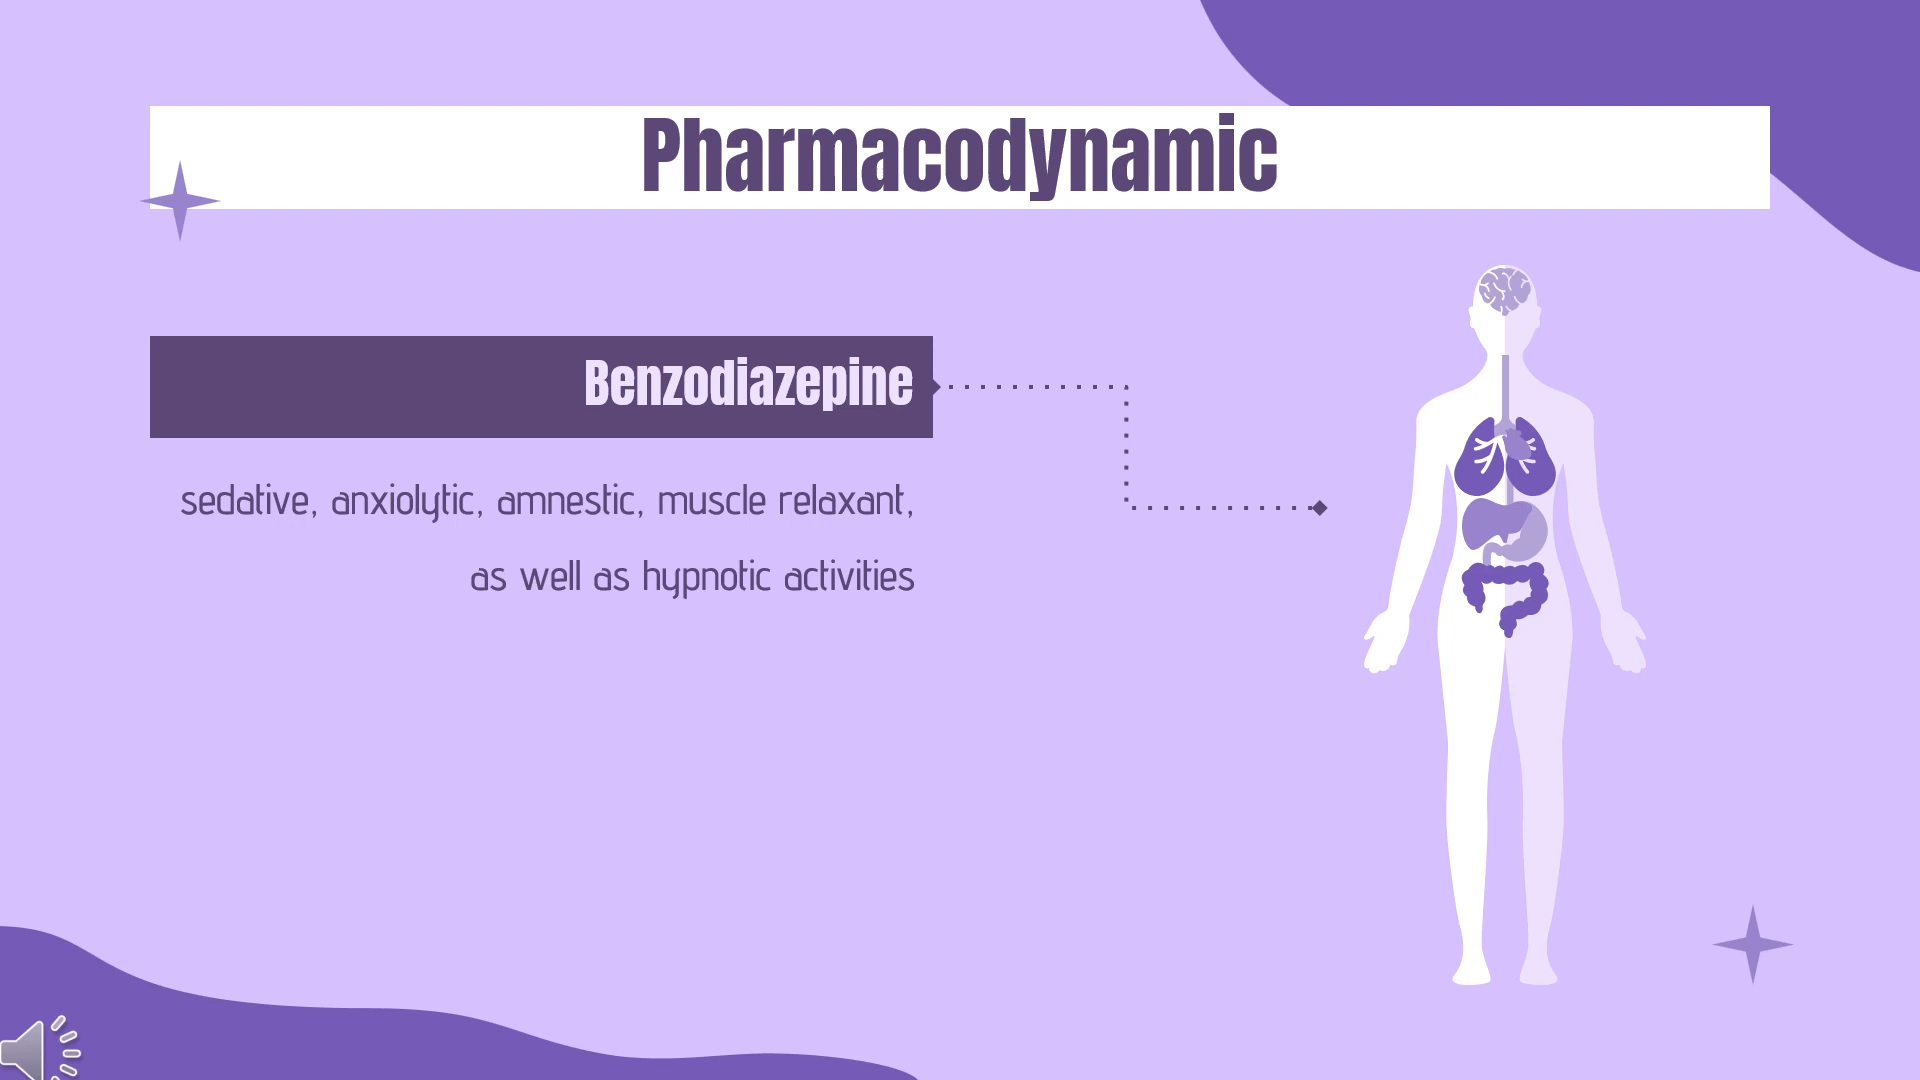 Pharmacodynamic
Benzodiazepine
sedative, anxiolytic, amnestic, muscle relaxant,
as well as hypnotic activities